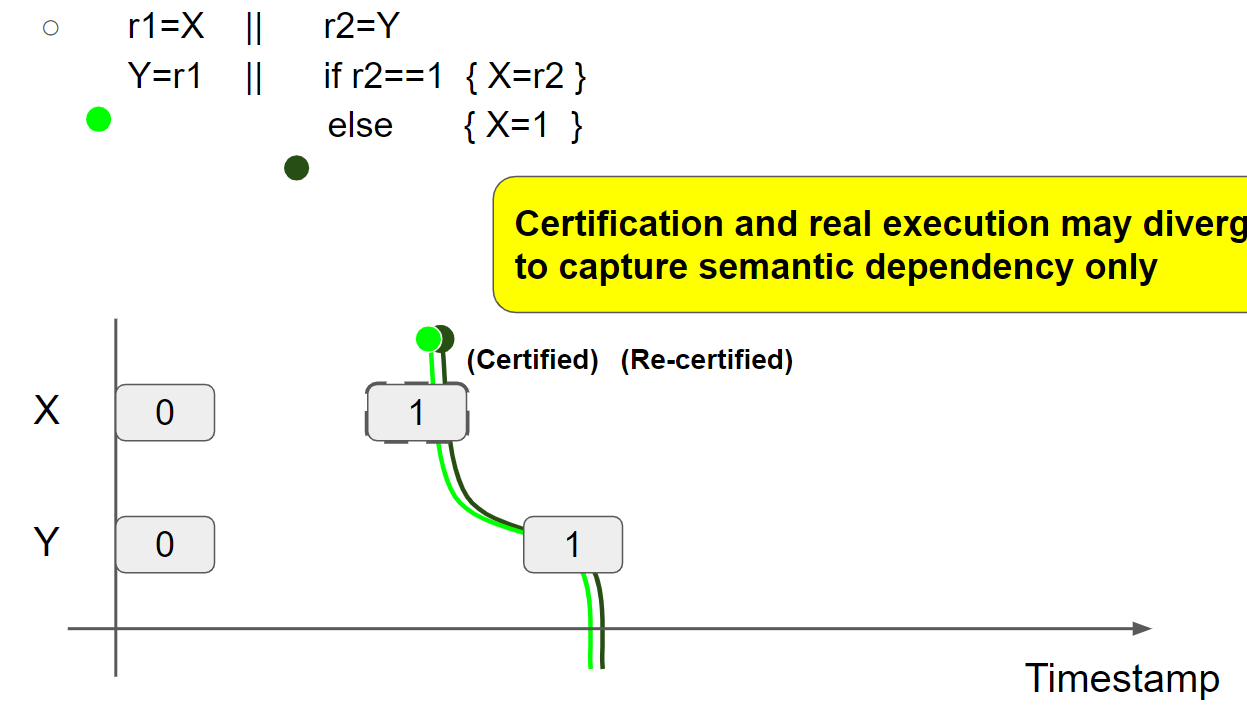 r1=X || r2=Y
Y=r1 || if r2==1 { X=r2 }
else { X=1 }
Certification and real execution may diverg
to capture semantic dependency only
(Certified) (Re-certified)
X 0 1
Y 0 1
Timestamp